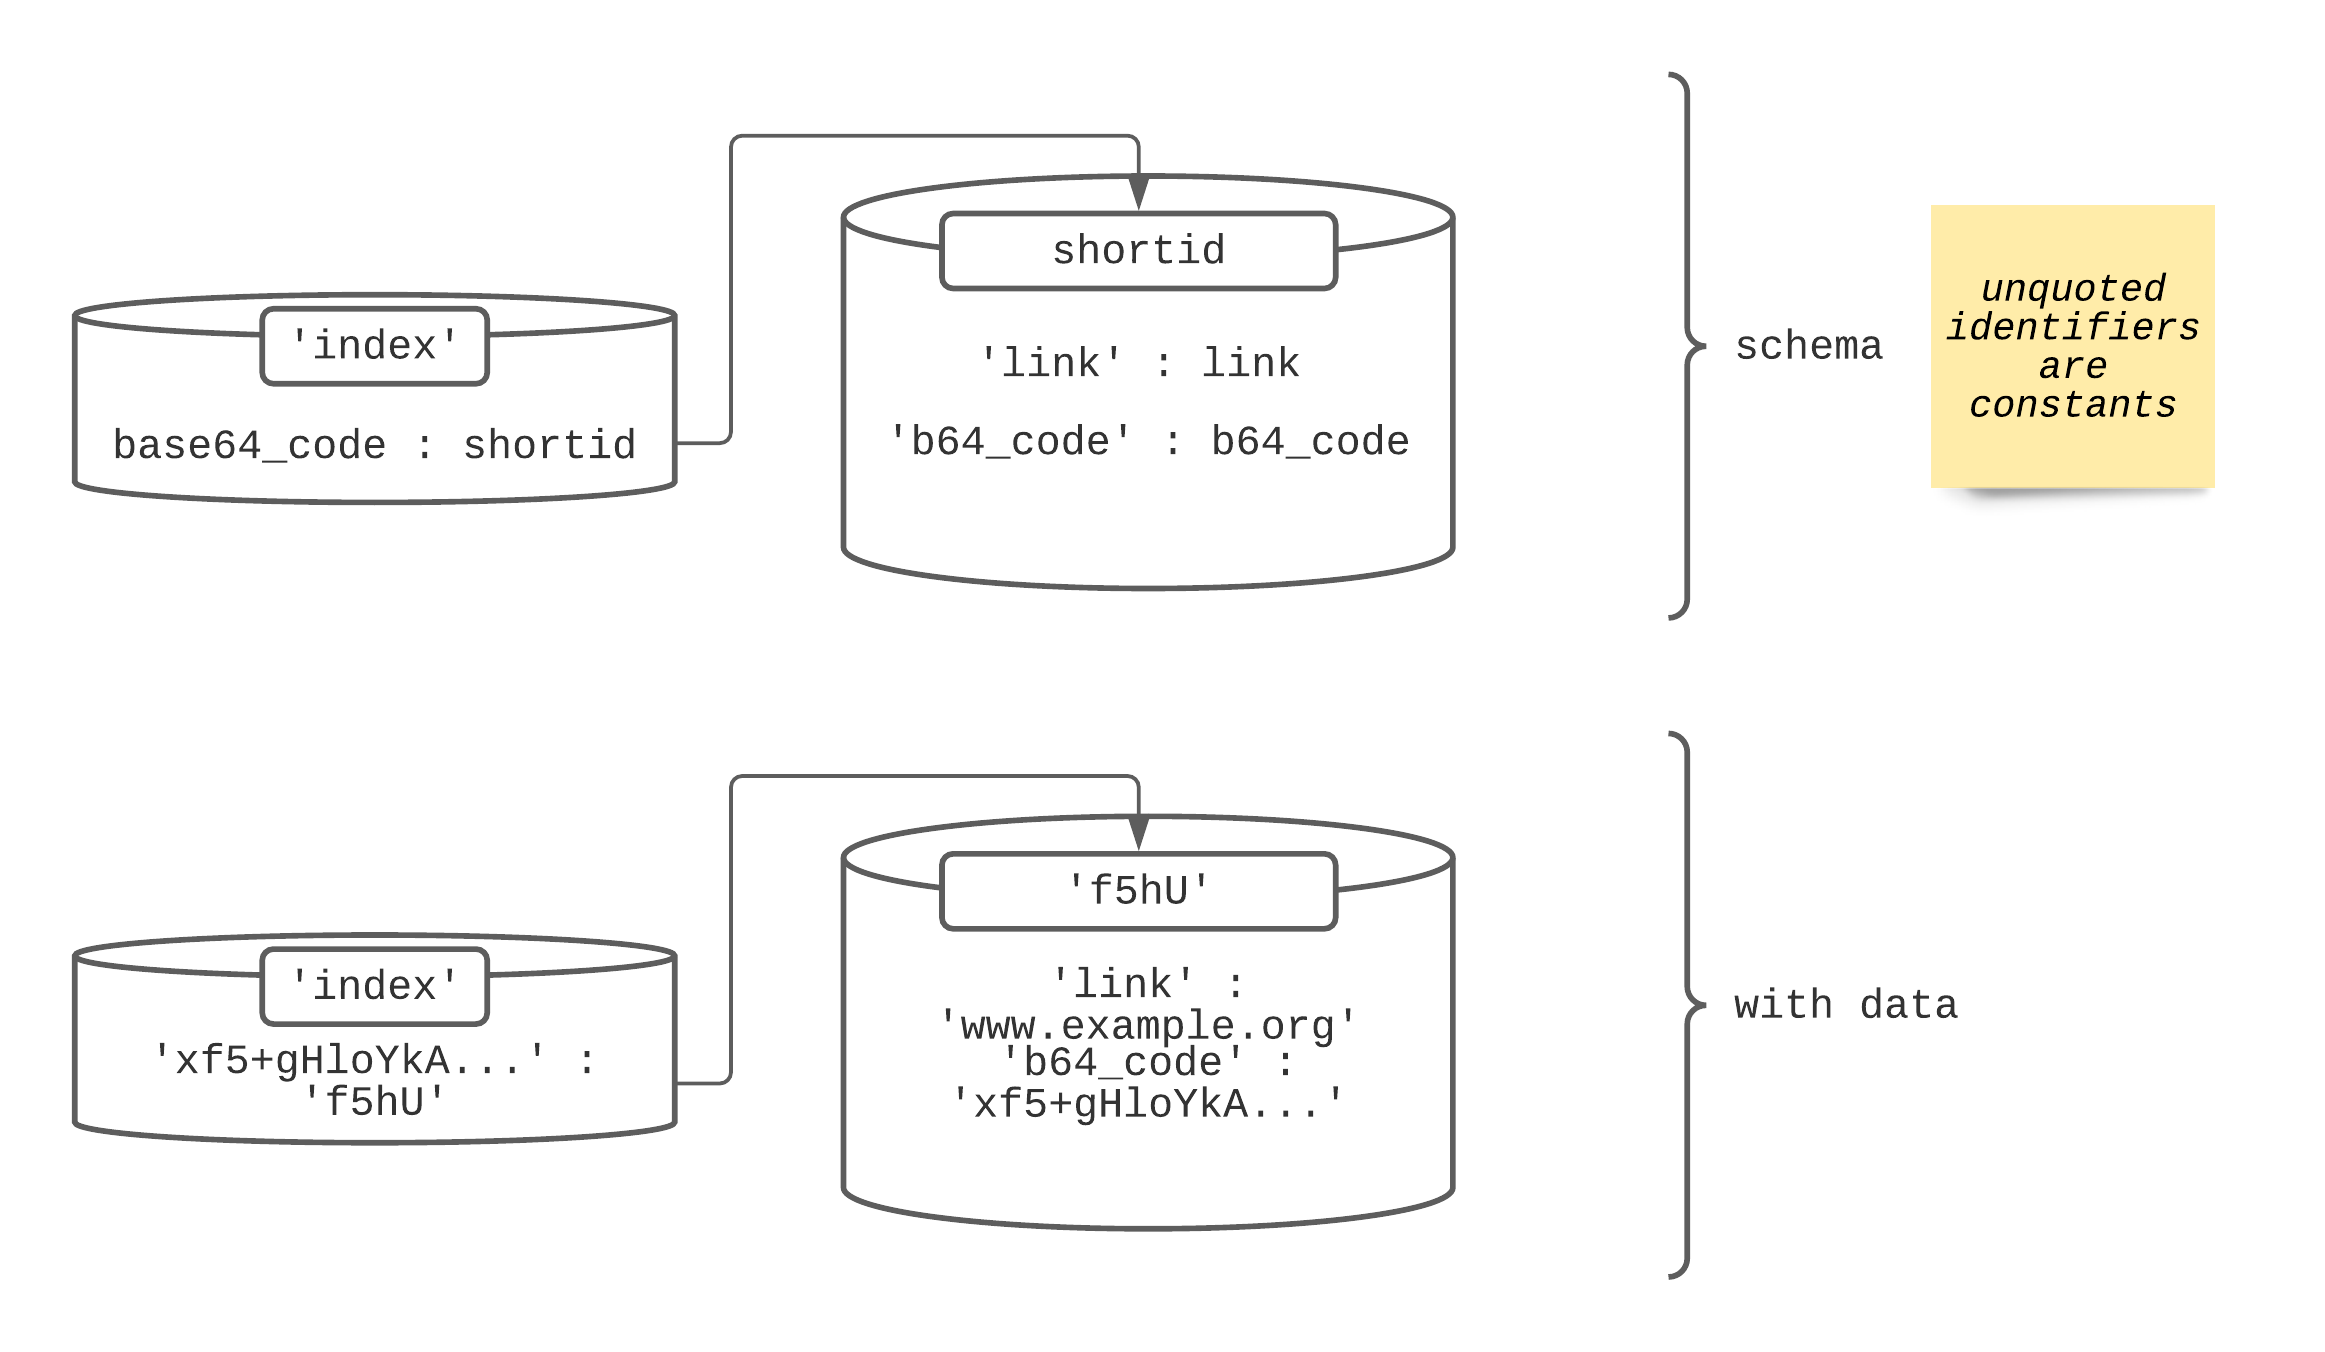 shortid
'index'
'link' : link
base64_code : shortid
'b64_code' : b64_code
schema
unquoted
identifiers
are
constants
'f5hU'
'index'
'link' :
'www.example.org'
'b64_code' :
'xf5+gHloYkA...'
'xf5+gHloYkA...' :
'f5hU'
with data